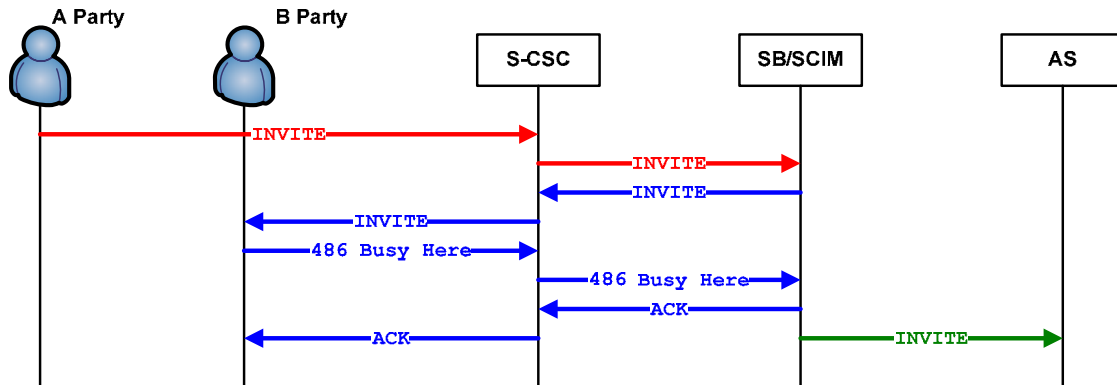 A Party
B Party
S-CSC
SB/SCIM
AS
INVITE
INVITE
INVITE
INVITE
486 Busy Here
486 Busy Here
ACK
ACK
INVITE